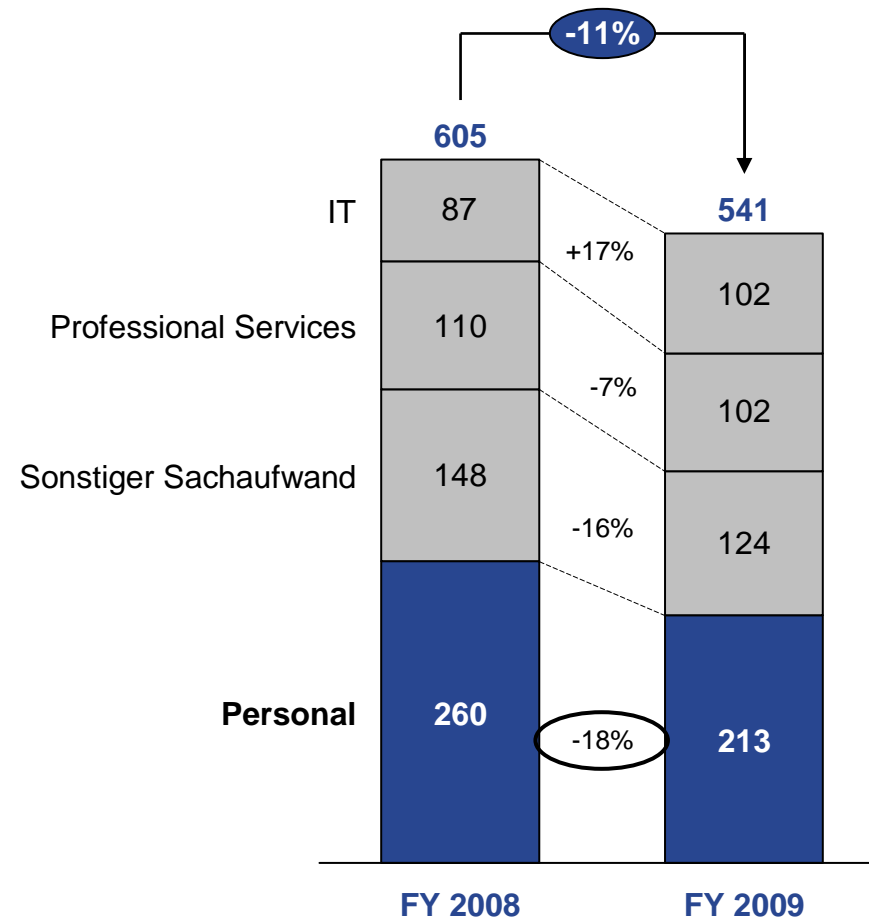 -11%
605
541
IT
87
+17%
102
Professional Services
110
-7%
102
Sonstiger Sachaufwand
148
-16%
124
Personal
260
-18%
213
FY 2008
FY 2009